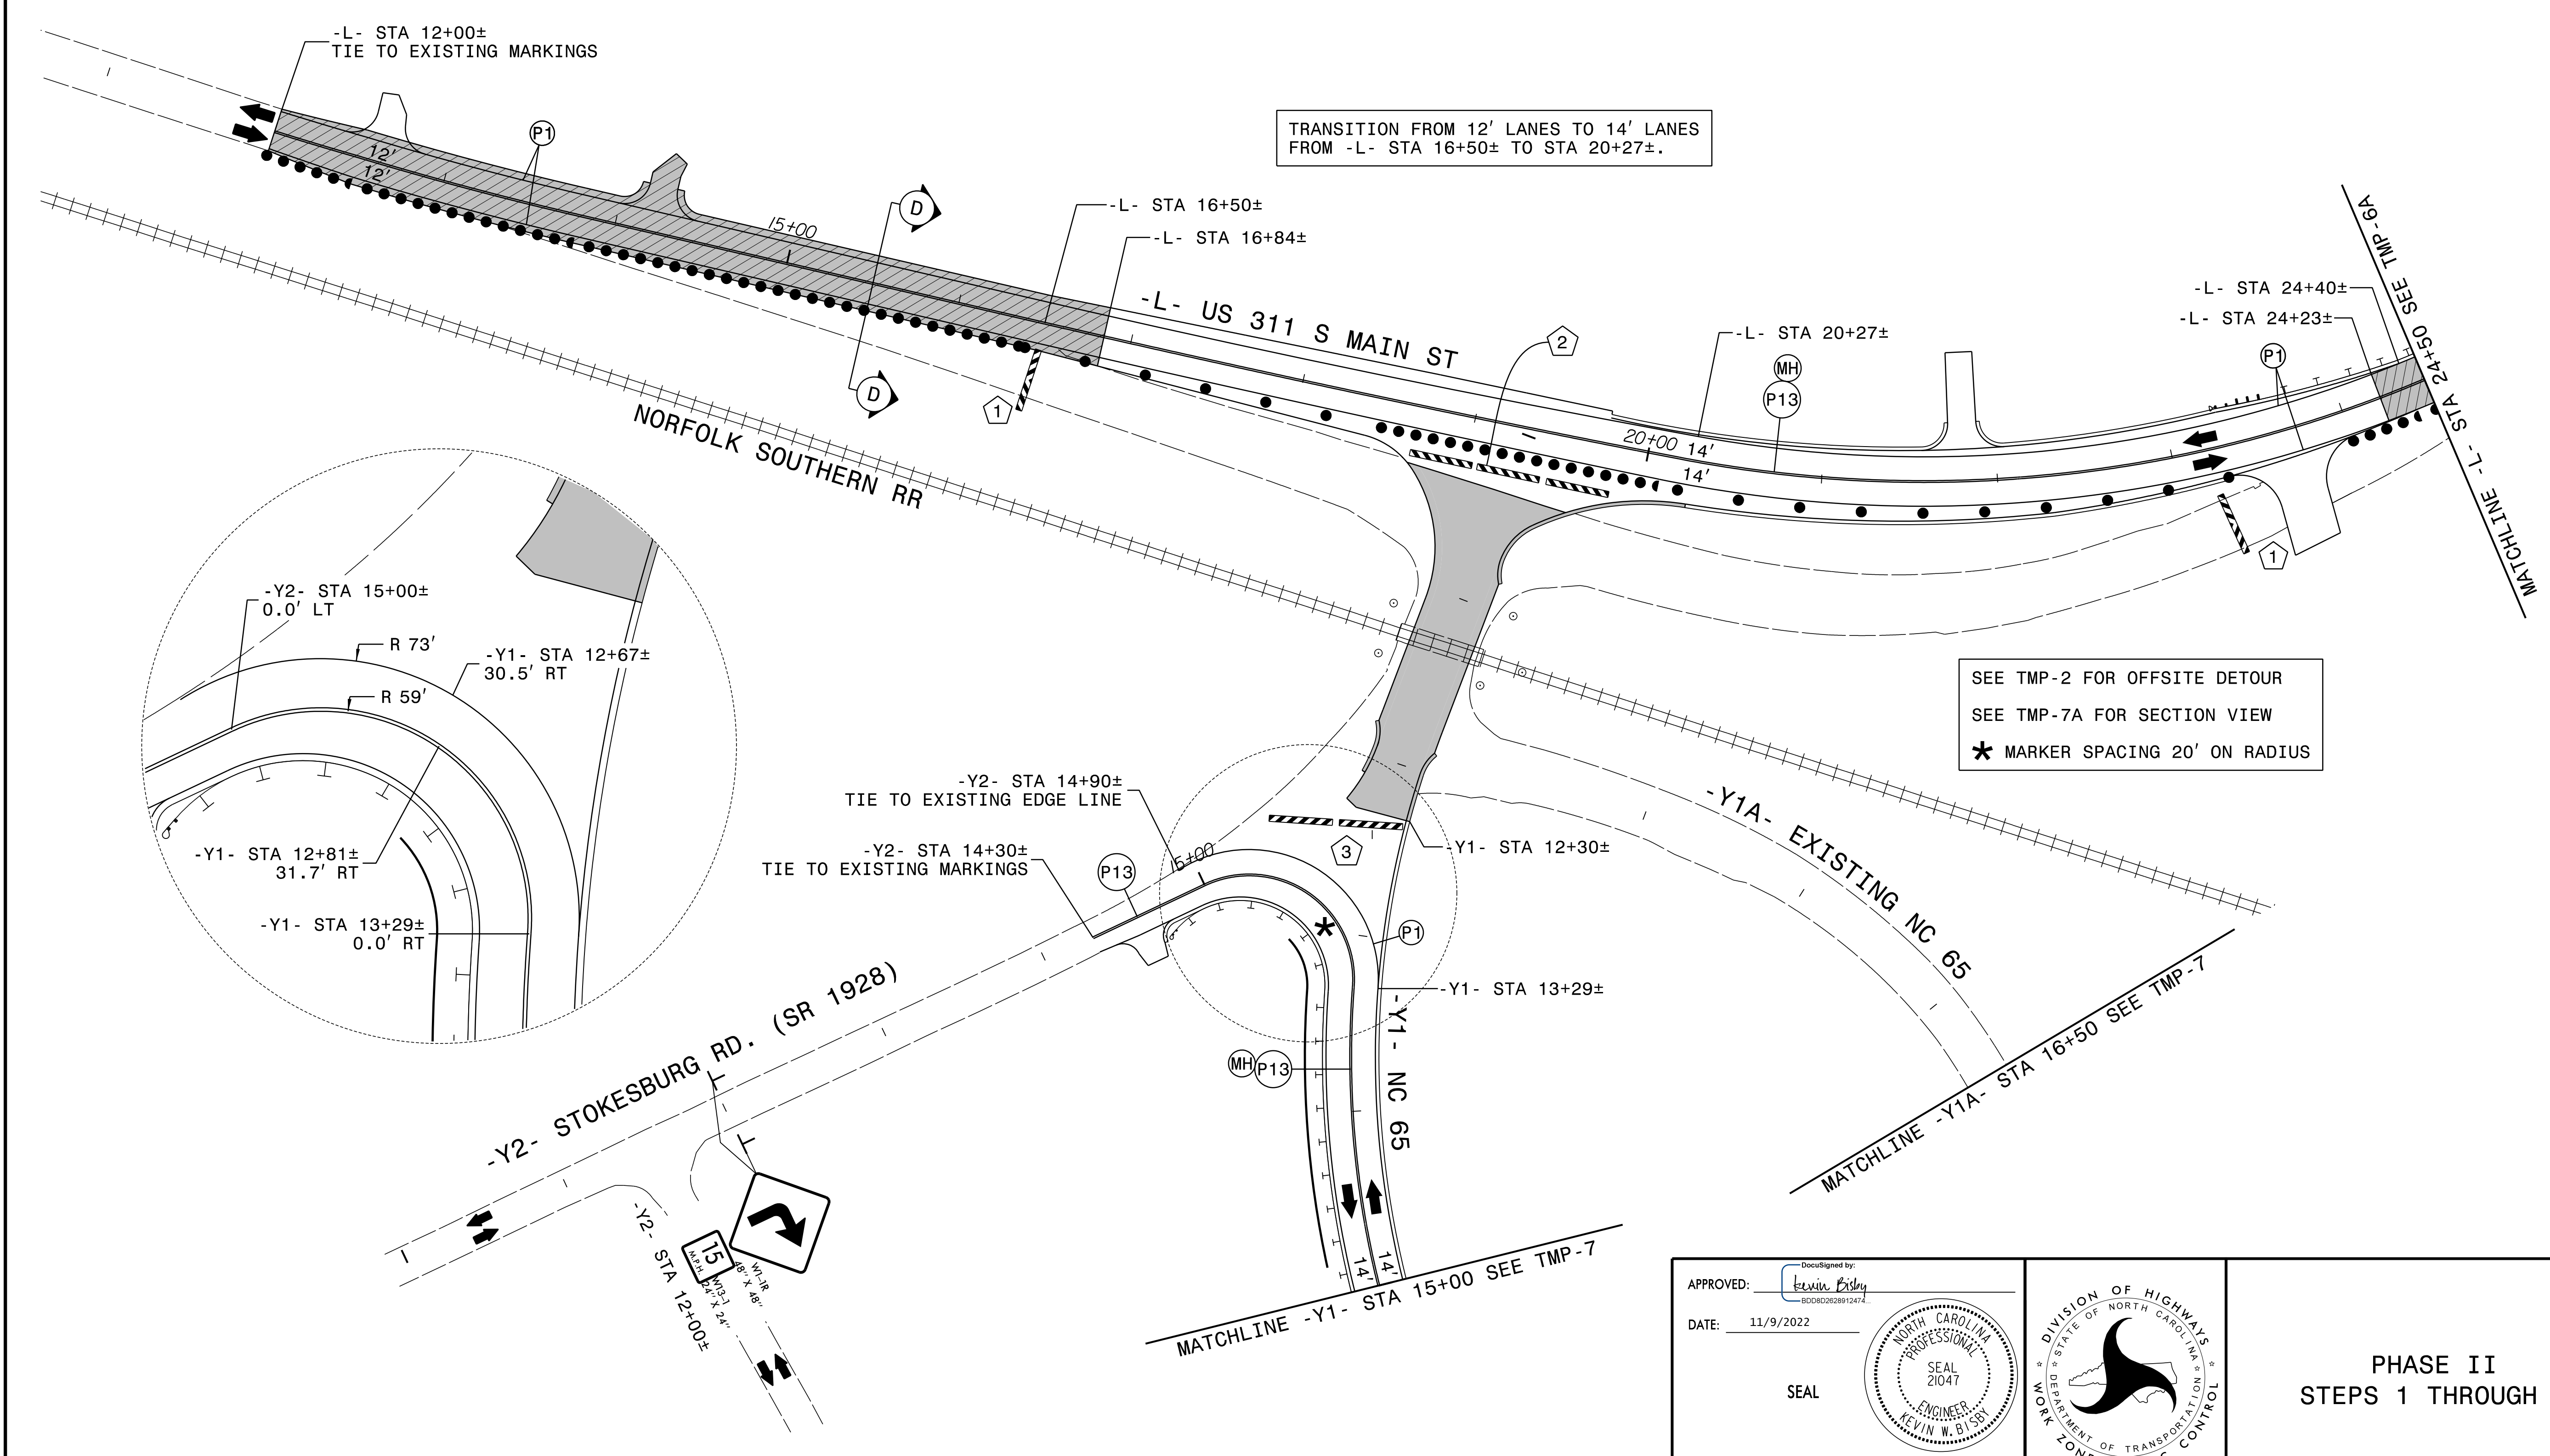 -L- STA 12+00±
TIE TO EXISTING MARKINGS
P1
12'
12'
15+00
D
D
-L- STA 16+50±
-L- STA 16+84±
TRANSITION FROM 12' LANES TO 14' LANES
FROM -L- STA 16+50± TO STA 20+27±.
-L- US 311 S MAIN ST
1
2
-L- STA 20+27±
MH
P13
20+00
14'
14'
-L- STA 24+40±
-L- STA 24+23±
P1
1
MATCHLINE -L- STA 24+50 SEE TMP-6A
NORFOLK SOUTHERN RR
-Y2- STA 15+00±
0.0' LT
R 73'
-Y1- STA 12+67±
30.5' RT
R 59'
-Y1- STA 12+81±
31.7' RT
-Y1- STA 13+29±
0.0' RT
SEE TMP-2 FOR OFFSITE DETOUR
SEE TMP-7A FOR SECTION VIEW
* MARKER SPACING 20' ON RADIUS
-Y2- STA 14+90±
TIE TO EXISTING EDGE LINE
-Y2- STA 14+30±
TIE TO EXISTING MARKINGS
P13
15+00
3
-Y1- STA 12+30±
*
P1
-Y1- STA 13+29±
-Y1A- EXISTING NC 65
MATCHLINE -Y1A- STA 16+50 SEE TMP-7
-Y2- STOKESBURG RD. (SR 1928)
MH
P13
-Y1- NC 65
14'
14'
MATCHLINE -Y1- STA 15+00 SEE TMP-7
-Y2- STA 12+00±
15
M.P.H.
W13-1
24" X 24"
W1-1R
48" X 48"
APPROVED:
DocuSigned by:
Kevin Bisby
BDD8D2628912474...
DATE: 11/9/2022
SEAL
NORTH CAROLINA
PROFESSIONAL
SEAL
21047
ENGINEER
KEVIN W. BISBY
DIVISION OF HIGHWAYS
STATE OF NORTH CAROLINA
DEPARTMENT OF TRANSPORTATION
WORK ZONE
CONTROL
PHASE II
STEPS 1 THROUGH